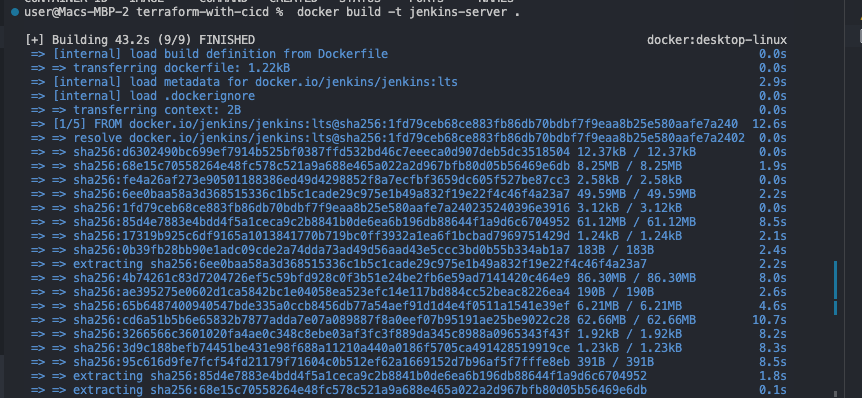 user@Macs-MBP-2 terraform-with-cicd % docker build -t jenkins-server .
[+] Building 43.2s (9/9) FINISHED docker:desktop-linux
=> [internal] load build definition from Dockerfile 0.0s
=> => transferring dockerfile: 1.22kB 0.0s
=> [internal] load metadata for docker.io/jenkins/jenkins:lts 2.9s
=> [internal] load .dockerignore 0.0s
=> => transferring context: 2B 0.0s
=> [1/5] FROM docker.io/jenkins/jenkins:lts@sha256:1fd79ceb68ce883fb86db70bdbf7f9eaa8b25e580aafe7a240 12.6s
=> => resolve docker.io/jenkins/jenkins:lts@sha256:1fd79ceb68ce883fb86db70bdbf7f9eaa8b25e580aafe7a2402 0.0s
=> => sha256:d6302490bc699ef7914b525bf0387ffd532bd46c7eeeca0d907deb5dc3518504 12.37kB / 12.37kB 0.0s
=> => sha256:68e15c70558264e48fc578c521a9a688e465a022a2d967bfb80d05b56469e6db 8.25MB / 8.25MB 1.9s
=> => sha256:fe4a26af273e90501188386ed49d4298852f8a7ecfbf3659dc605f527be87cc3 2.58kB / 2.58kB 0.0s
=> => sha256:6ee0baa58a3d368515336c1b5c1cade29c975e1b49a832f19e22f4c46f4a23a7 49.59MB / 49.59MB 2.2s
=> => sha256:1fd79ceb68ce883fb86db70bdbf7f9eaa8b25e580aafe7a240235240396e3916 3.12kB / 3.12kB 0.0s
=> => sha256:85d4e7883e4bdd4f5a1ceca9c2b8841b0de6ea6b196db88644f1a9d6c6704952 61.12MB / 61.12MB 8.5s
=> => sha256:17319b925c6df9165a1013841770b719bc0ff3932a1ea6f1bcbad7969751429d 1.24kB / 1.24kB 2.1s
=> => sha256:0b39fb28bb90e1adc09cde2a74dda73ad49d56aad43e5ccc3bd0b55b334ab1a7 183B / 183B 2.4s
=> => extracting sha256:6ee0baa58a3d368515336c1b5c1cade29c975e1b49a832f19e22f4c46f4a23a7 2.2s
=> => sha256:4b74261c83d7204726ef5c59bfd928c0f3b51e24be2fb6e59ad7141420c464e9 86.30MB / 86.30MB 8.0s
=> => sha256:ae395275e0602d1ca5842bc1e04058ea523efc14e117bd884cc52beac8226ea4 190B / 190B 2.6s
=> => sha256:65b6487400940547bde335a0ccb8456db77a54aef91d1d4e4f0511a1541e39ef 6.21MB / 6.21MB 4.6s
=> => sha256:cd6a51b5b6e65832b7877adda7e07a089887f8a0eef07b95191ae25be9022c28 62.66MB / 62.66MB 10.7s
=> => sha256:3266566c3601020fa4ae0c348c8ebe03af3fc3f889da345c8988a0965343f43f 1.92kB / 1.92kB 8.2s
=> => sha256:3d9c188befb74451be431e98f688a11210a440a0186f5705ca491428519919ce 1.23kB / 1.23kB 8.3s
=> => sha256:95c616d9fe7fcf54fd21179f71604c0b512ef62a1669152d7b96af5f7fffe8eb 391B / 391B 8.5s
=> => extracting sha256:85d4e7883e4bdd4f5a1ceca9c2b8841b0de6ea6b196db88644f1a9d6c6704952 1.8s
=> => extracting sha256:68e15c70558264e48fc578c521a9a688e465a022a2d967bfb80d05b56469e6db 0.1s